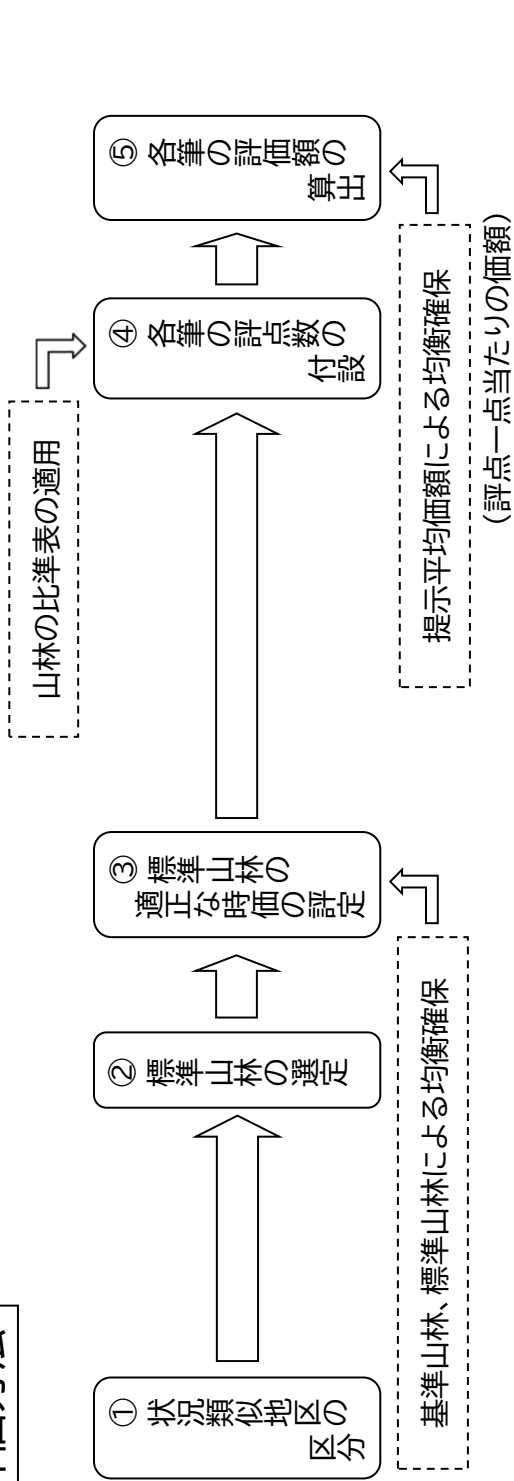 ① 状況類似地区の
区分
② 標準山林の選定
③ 標準山林の
適正な時価の評定
④ 各筆の評点数の
付設
⑤ 各筆の評価額の
算出
山林の比準表の適用
基準山林、標準山林による均衡確保
提示平均価額による均衡確保
(評点一点当たりの価額)